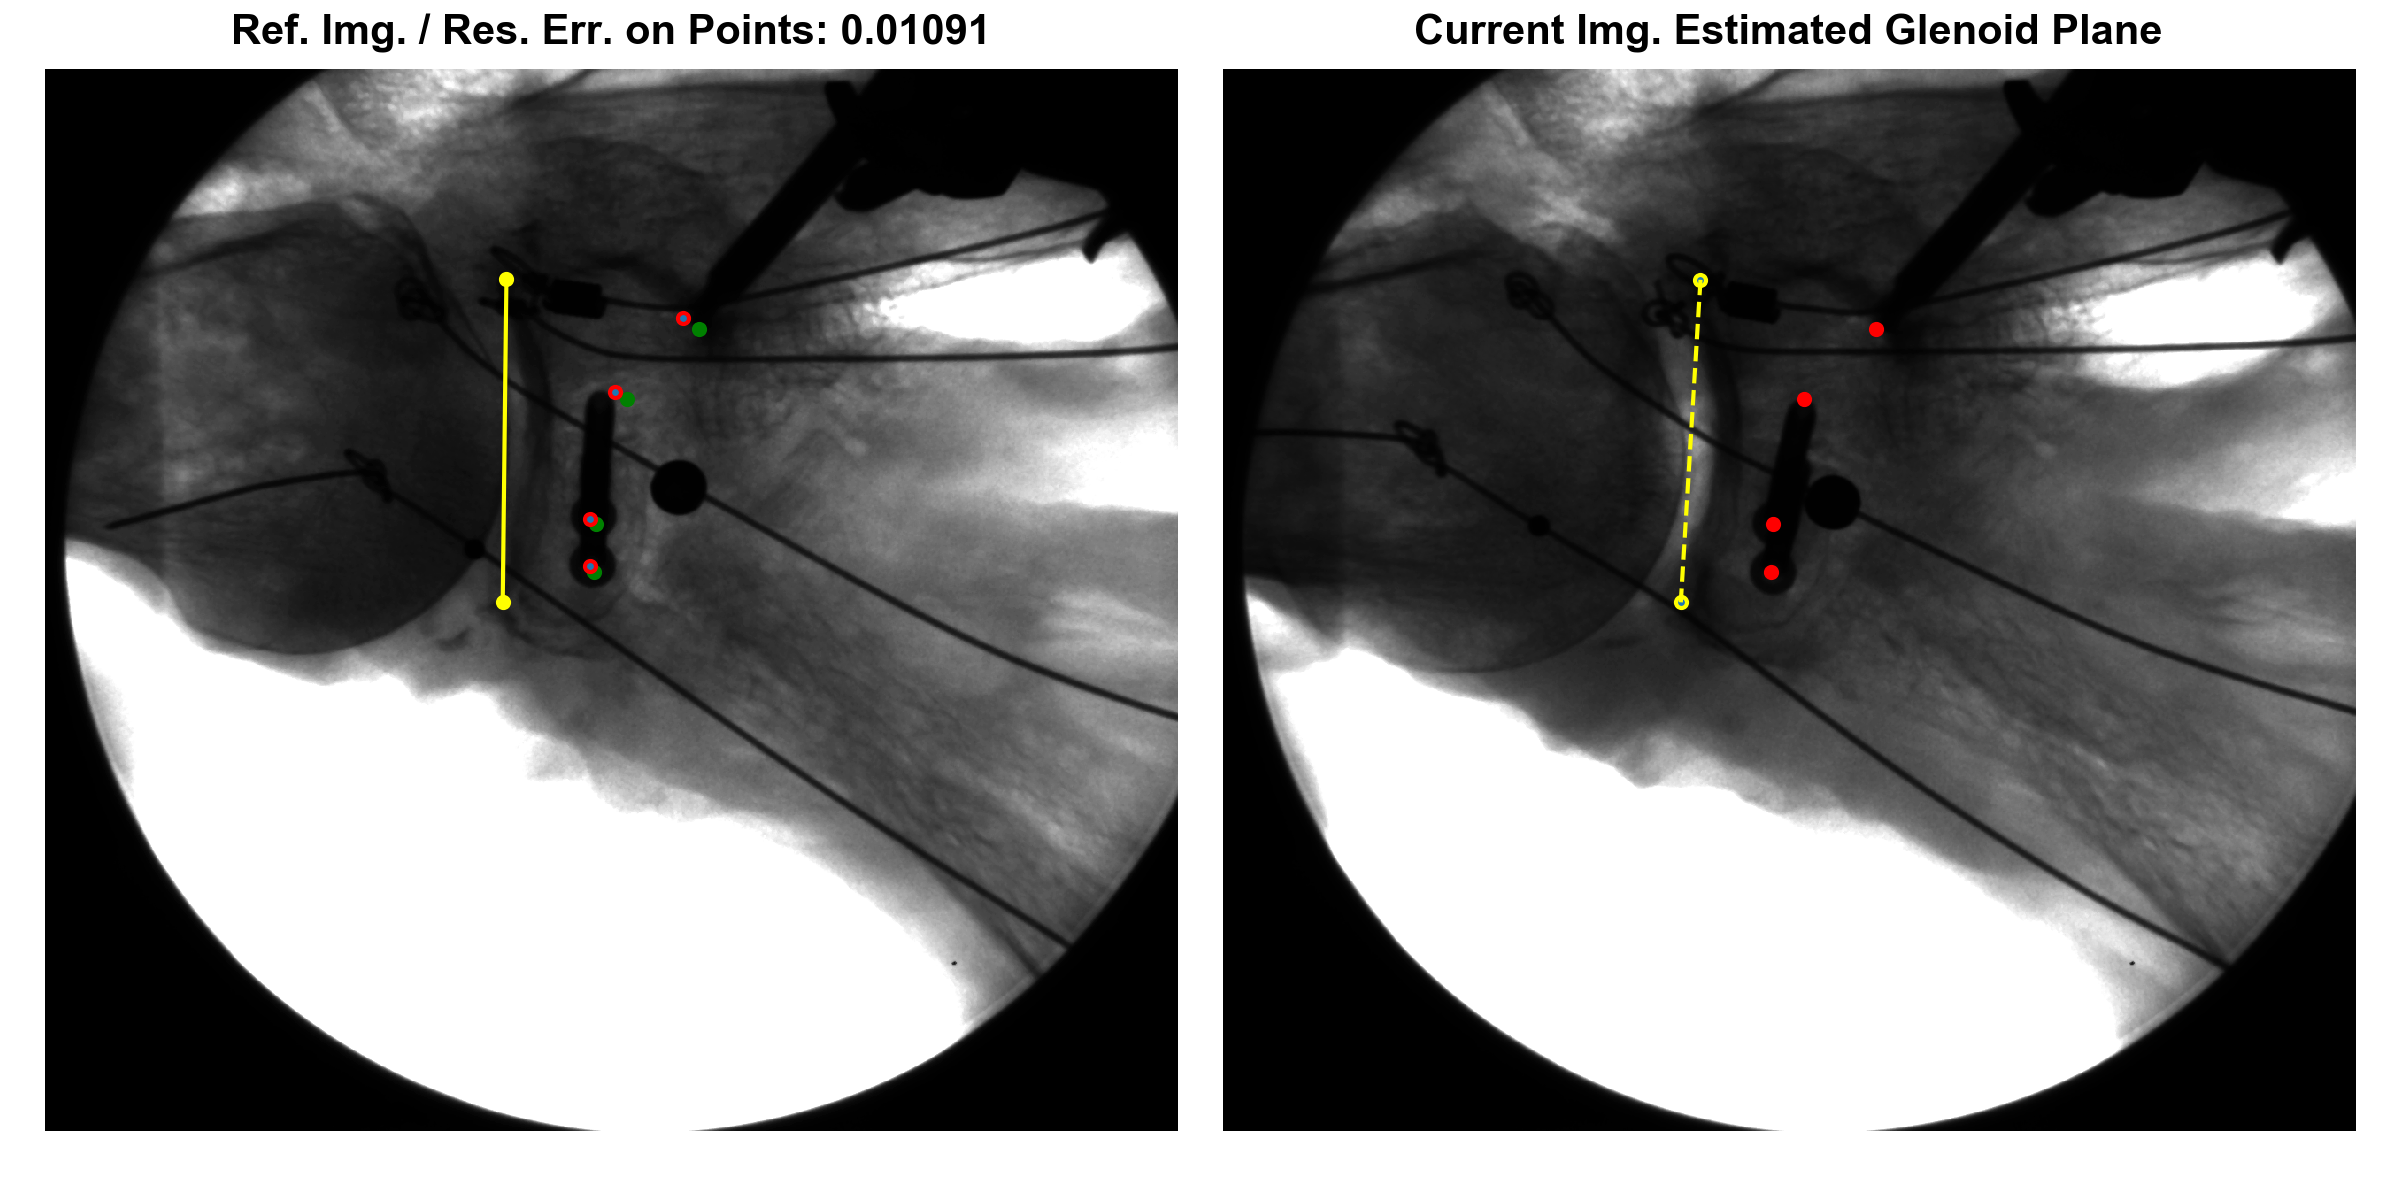 Ref. Img. / Res. Err. on Points: 0.01091
Current Img. Estimated Glenoid Plane